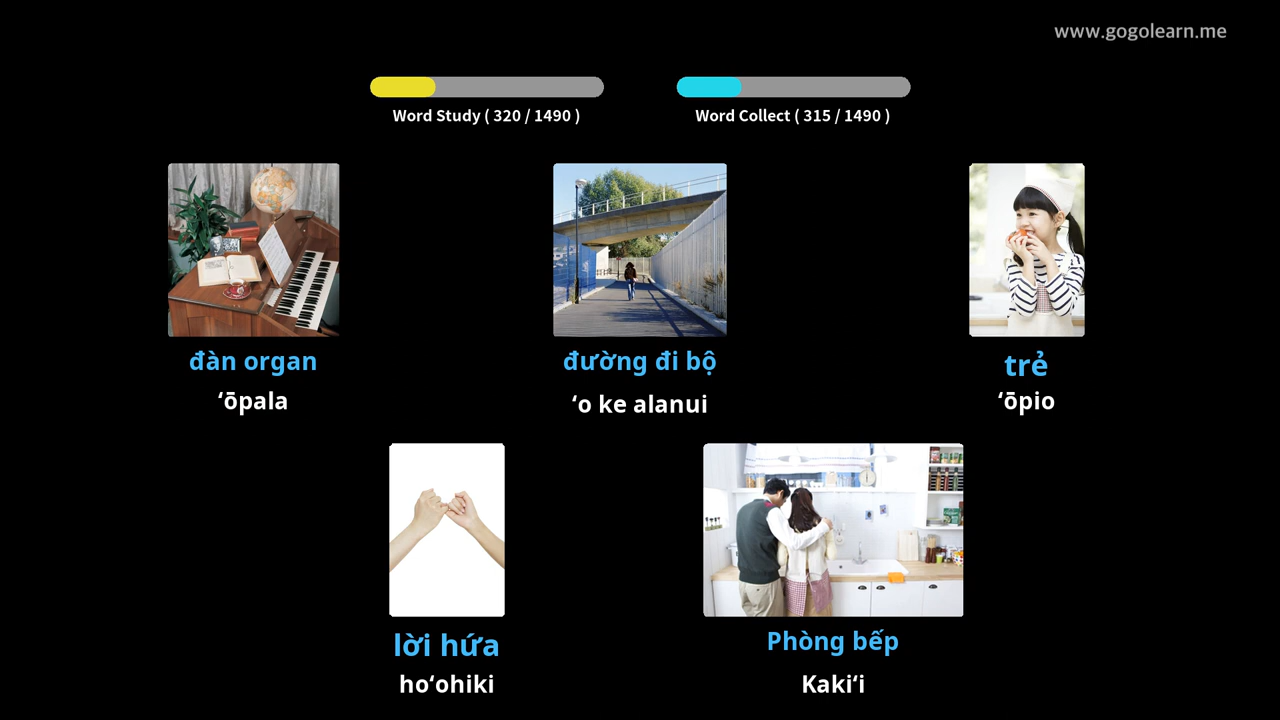 www.gogolearn.me
Word Study ( 320 / 1490 )
Word Collect ( 315 / 1490 )
đàn organ
ʻōpala
đường đi bộ
ʻo ke alanui
trẻ
ʻōpio
lời hứa
hoʻohiki
Phòng bếp
Kakiʻi